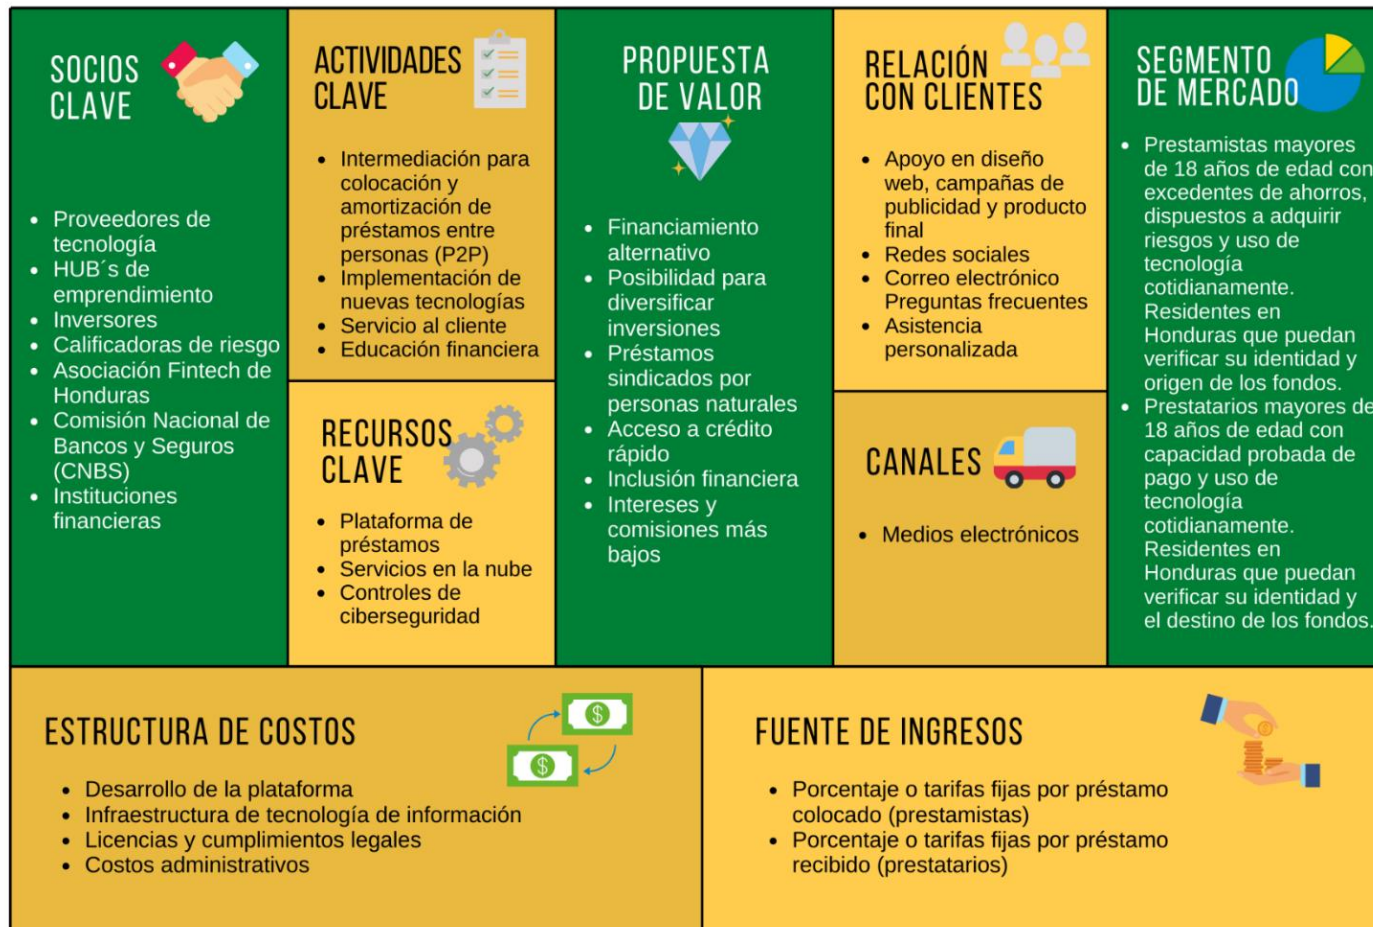 SOCIOS
CLAVE
• Proveedores de
tecnología
• HUB´s de
emprendimiento
• Inversores
• Calificadoras de riesgo
• Asociación Fintech de
Honduras
• Comisión Nacional de
Bancos y Seguros
(CNBS)
• Instituciones
financieras
ACTIVIDADES
CLAVE
• Intermediación para
colocación y
amortización de
préstamos entre
personas (P2P)
• Implementación de
nuevas tecnologías
• Servicio al cliente
• Educación financiera
RECURSOS
CLAVE
• Plataforma de
préstamos
• Servicios en la nube
• Controles de
ciberseguridad
PROPUESTA
DE VALOR
• Financiamiento
alternativo
• Posibilidad para
diversificar
inversiones
• Préstamos
sindicados por
personas naturales
• Acceso a crédito
rápido
• Inclusión financiera
• Intereses y
comisiones más
bajos
RELACIÓN
CON CLIENTES
• Apoyo en diseño
web, campañas de
publicidad y producto
final
• Redes sociales
• Correo electrónico
Preguntas frecuentes
• Asistencia
personalizada
CANALES
• Medios electrónicos
SEGMENTO
DE MERCADO
• Prestamistas mayores
de 18 años de edad con
excedentes de ahorros,
dispuestos a adquirir
riesgos y uso de
tecnología
cotidianamente.
Residentes en
Honduras que puedan
verificar su identidad y
origen de los fondos.
• Prestatarios mayores de
18 años de edad con
capacidad probada de
pago y uso de
tecnología
cotidianamente.
Residentes en
Honduras que puedan
verificar su identidad y
el destino de los fondos.
ESTRUCTURA DE COSTOS
$
$
• Desarrollo de la plataforma
• Infraestructura de tecnología de información
• Licencias y cumplimientos legales
• Costos administrativos
FUENTE DE INGRESOS
• Porcentaje o tarifas fijas por préstamo
colocado (prestamistas)
• Porcentaje o tarifas fijas por préstamo
recibido (prestatarios)